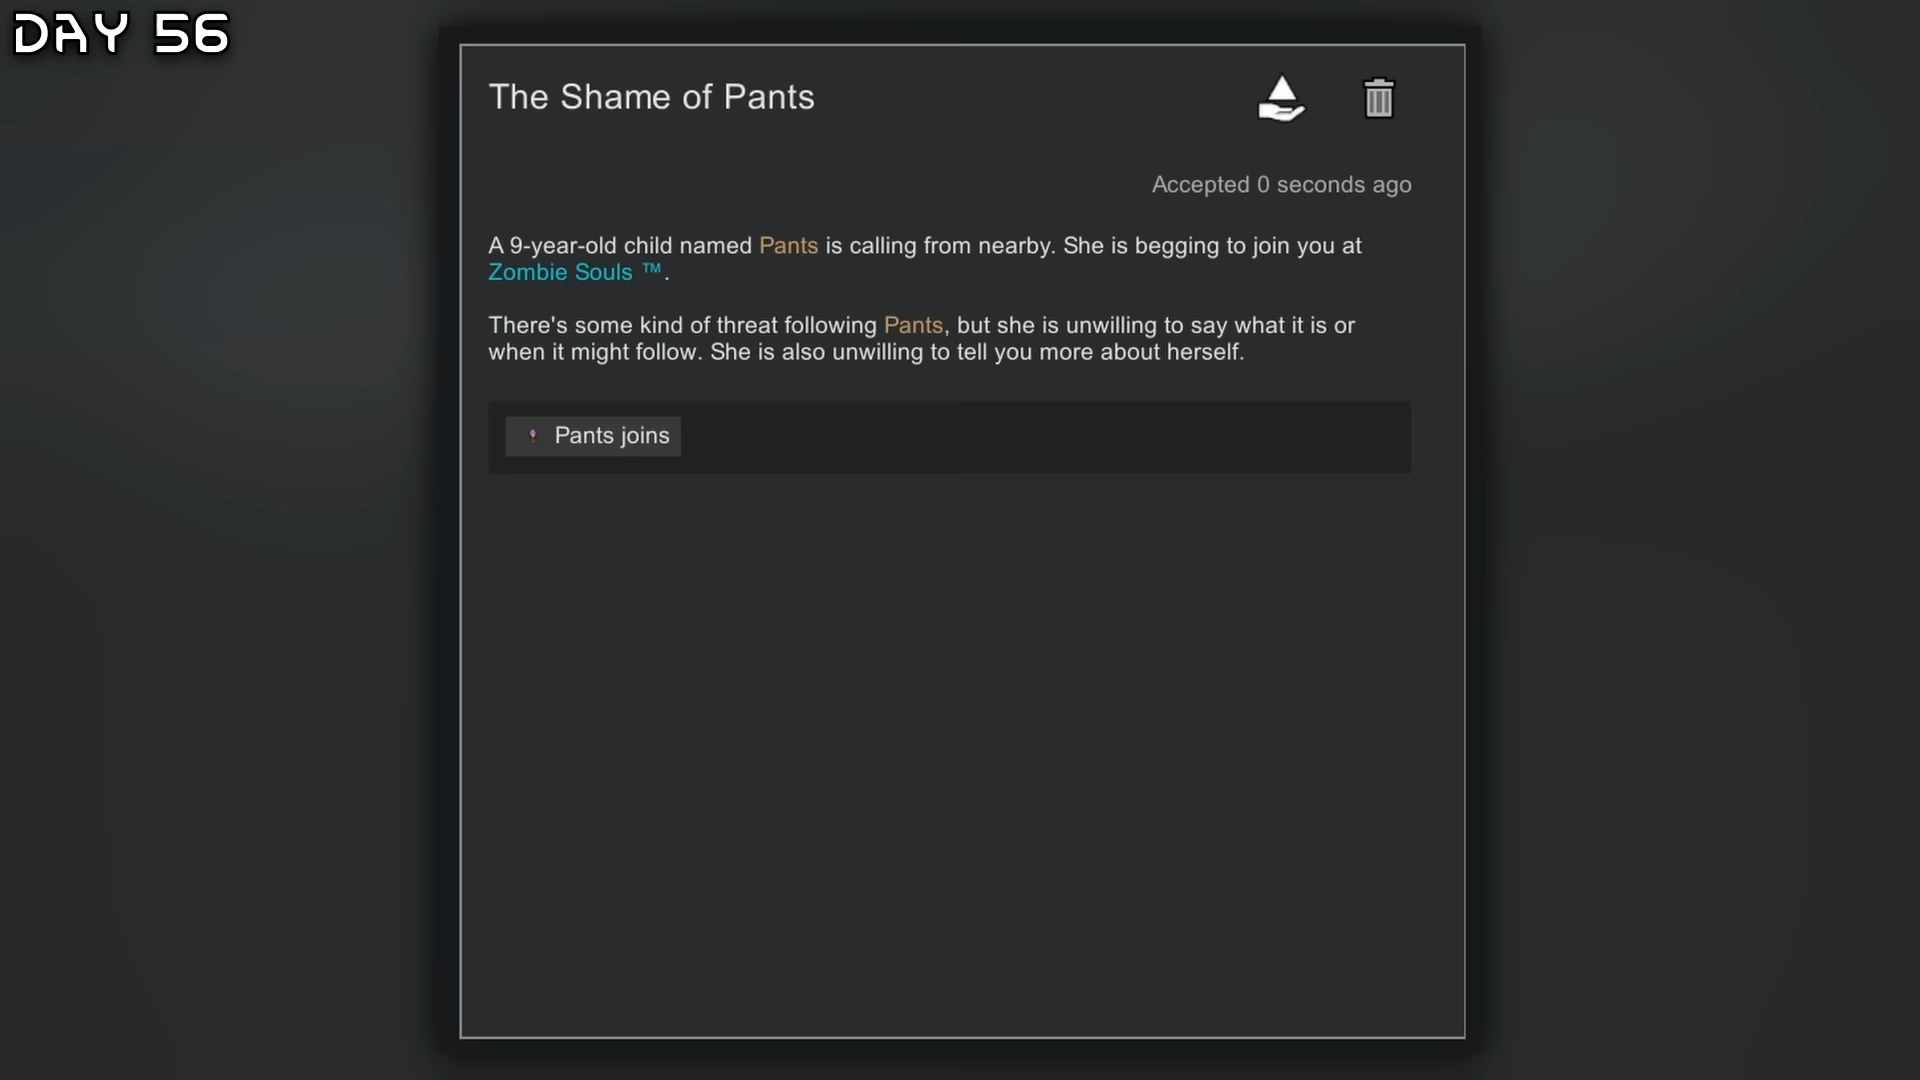 DAY 56
The Shame of Pants
Accepted 0 seconds ago
A 9-year-old child named Pants is calling from nearby. She is begging to join you at
Zombie Souls ™.
There's some kind of threat following Pants, but she is unwilling to say what it is or
when it might follow. She is also unwilling to tell you more about herself.
Pants joins